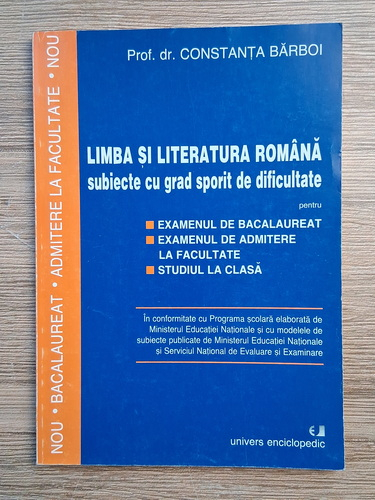 Prof. dr. CONSTANȚA BĂRBOI
LIMBA ȘI LITERATURA ROMÂNĂ
subiecte cu grad sporit de dificultate
pentru
EXAMENUL DE BACALAUREAT
EXAMENUL DE ADMITERE
LA FACULTATE
STUDIUL LA CLASĂ
În conformitate cu Programa școlară elaborată de
Ministerul Educației Naționale și cu modelele de
subiecte publicate de Ministerul Educației Naționale
și Serviciul Național de Evaluare și Examinare
univers enciclopedic
NOU • BACALAUREAT • ADMITERE LA FACULTATE • NOU